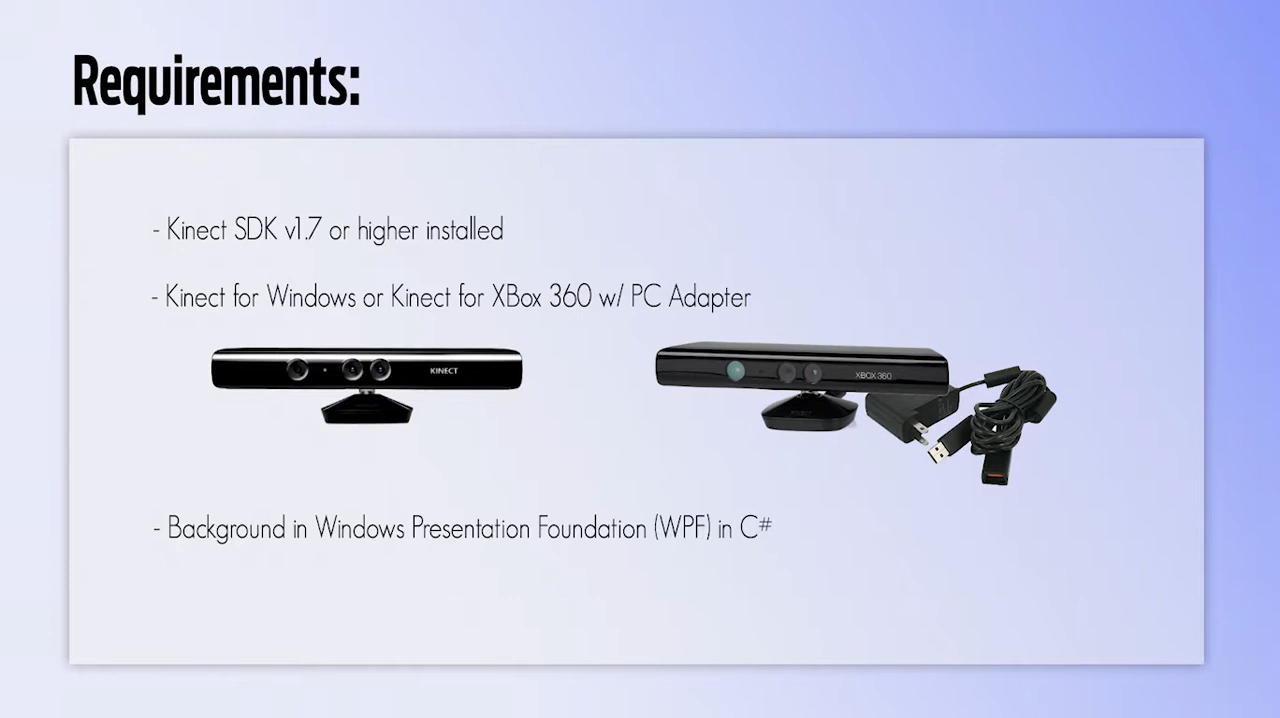 Requirements:
- Kinect SDK v1.7 or higher installed
- Kinect for Windows or Kinect for XBox 360 w/ PC Adapter
KINECT
XBOX 360
KINECT
- Background in Windows Presentation Foundation (WPF) in C#